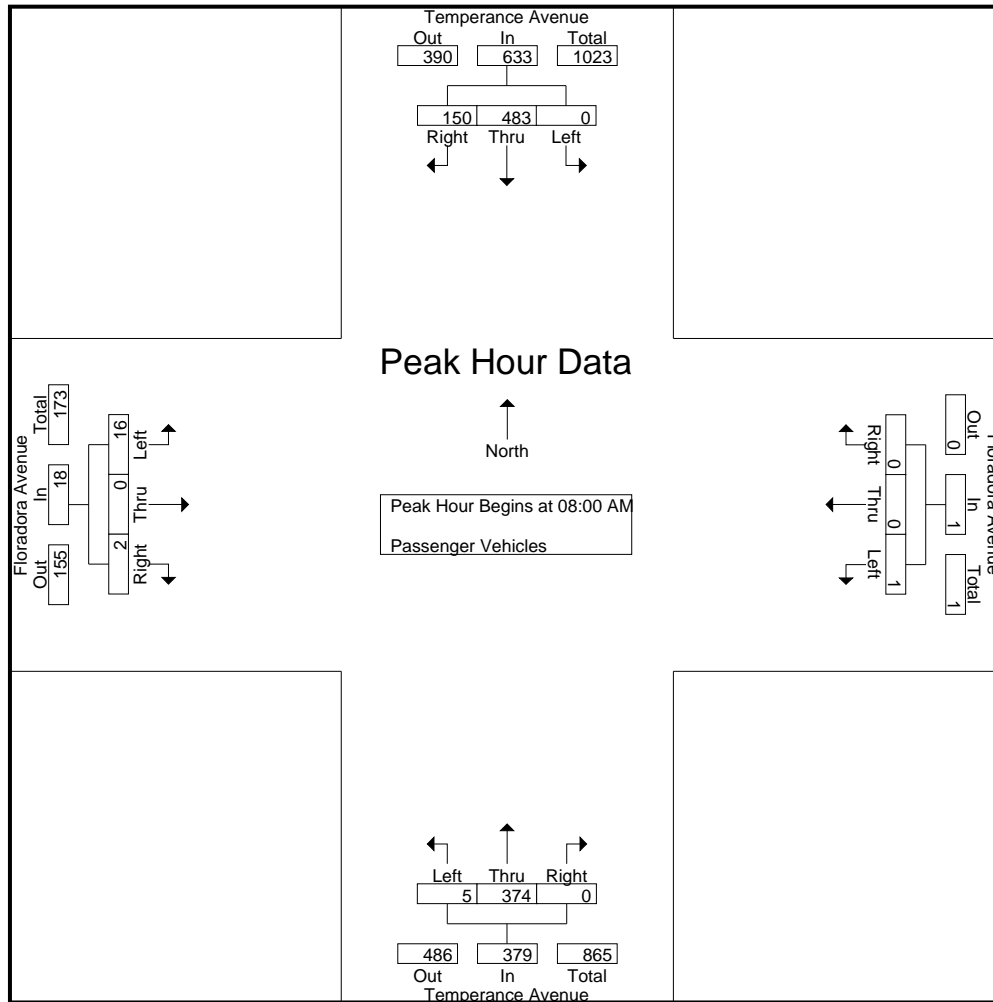 Temperance Avenue
Out In Total
390 633 1023
150 483 0
Right Thru Left
Peak Hour Data
North
Peak Hour Begins at 08:00 AM
Passenger Vehicles
Floradora Avenue
Total In Out
173 18 155
16 0 2
Left Thru Right
Right Thru Left
0 0 1
Out In Total
0 1 1
Floradora Avenue
Left Thru Right
5 374 0
486 379 865
Out In Total
Temperance Avenue